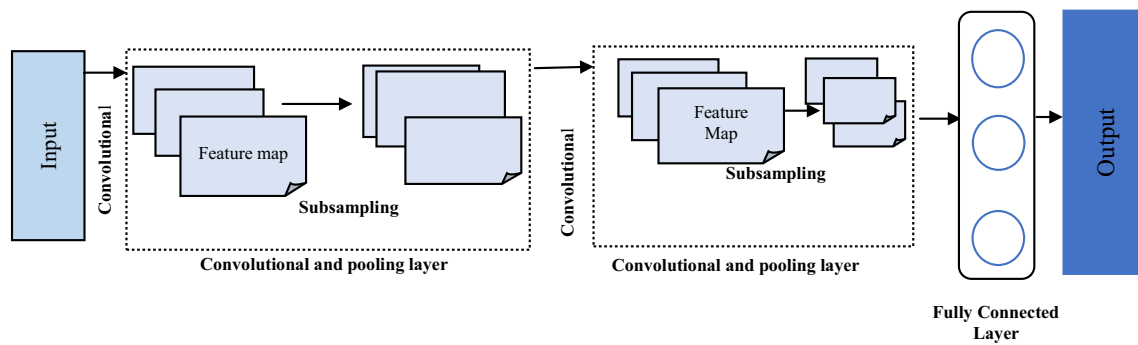 Input
Convolutional
Feature map
Subsampling
Convolutional and pooling layer
Convolutional
Feature
Map
Subsampling
Convolutional and pooling layer
Fully Connected
Layer
Output